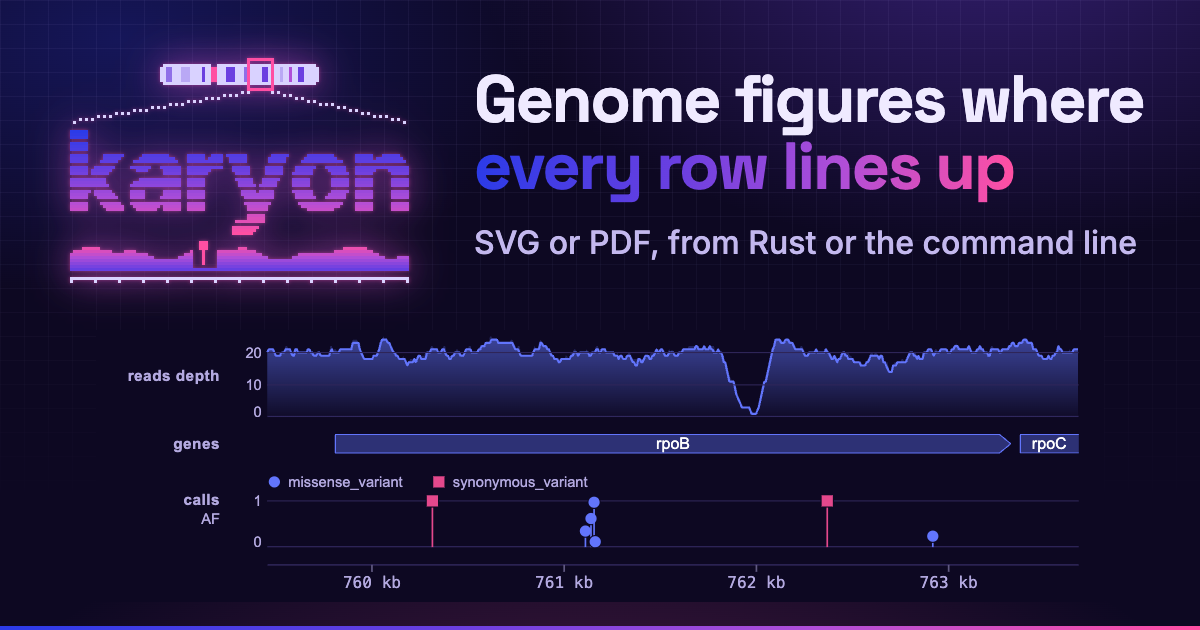 karyon
Genome figures where
every row lines up
SVG or PDF, from Rust or the command line
reads depth
20
10
0
genes
rpoB
rpoC
missense_variant
synonymous_variant
calls
AF
1
0
760 kb
761 kb
762 kb
763 kb